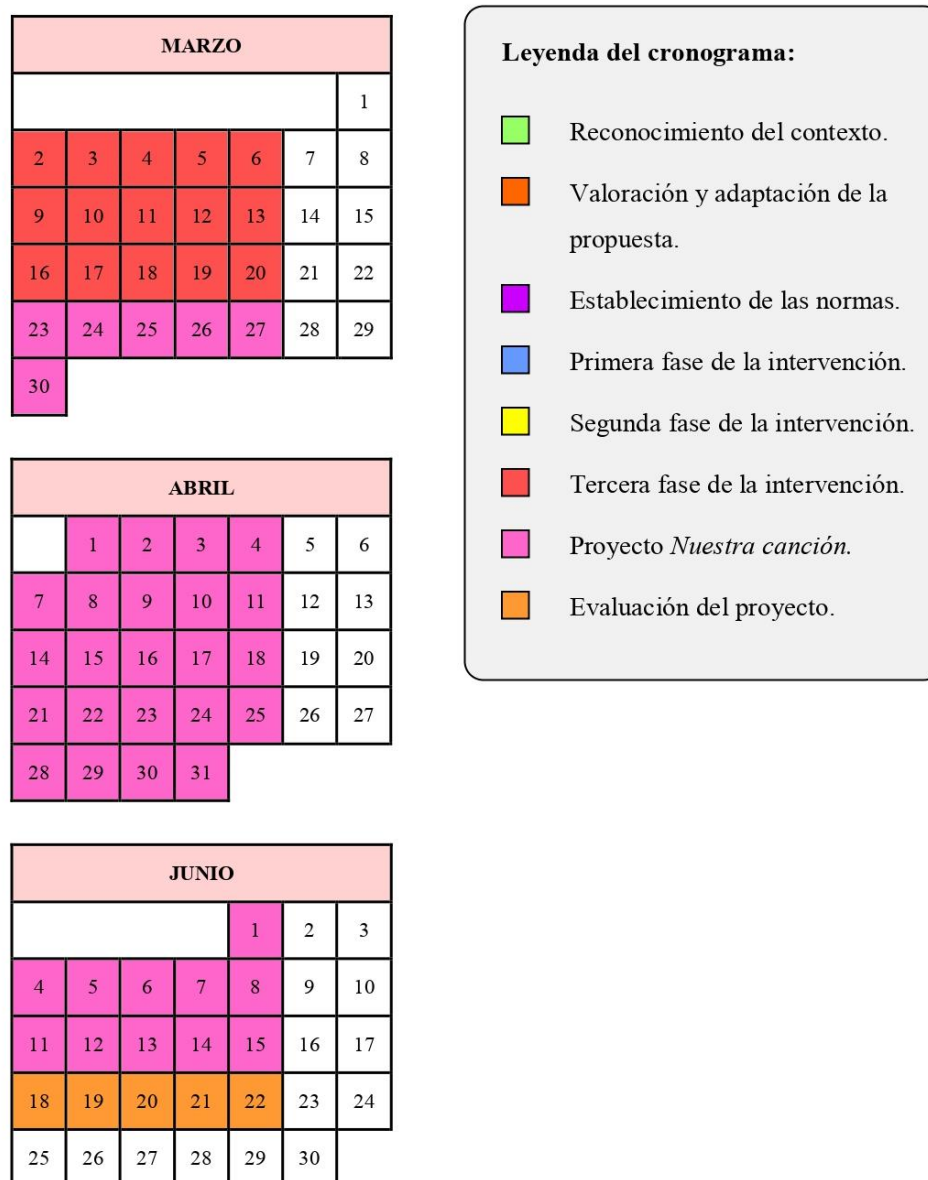 MARZO
1
2 3 4 5 6 7 8
9 10 11 12 13 14 15
16 17 18 19 20 21 22
23 24 25 26 27 28 29
30
ABRIL
1 2 3 4 5 6
7 8 9 10 11 12 13
14 15 16 17 18 19 20
21 22 23 24 25 26 27
28 29 30 31
JUNIO
1 2 3
4 5 6 7 8 9 10
11 12 13 14 15 16 17
18 19 20 21 22 23 24
25 26 27 28 29 30
Leyenda del cronograma:
Reconocimiento del contexto.
Valoración y adaptación de la
propuesta.
Establecimiento de las normas.
Primera fase de la intervención.
Segunda fase de la intervención.
Tercera fase de la intervención.
Proyecto Nuestra canción.
Evaluación del proyecto.